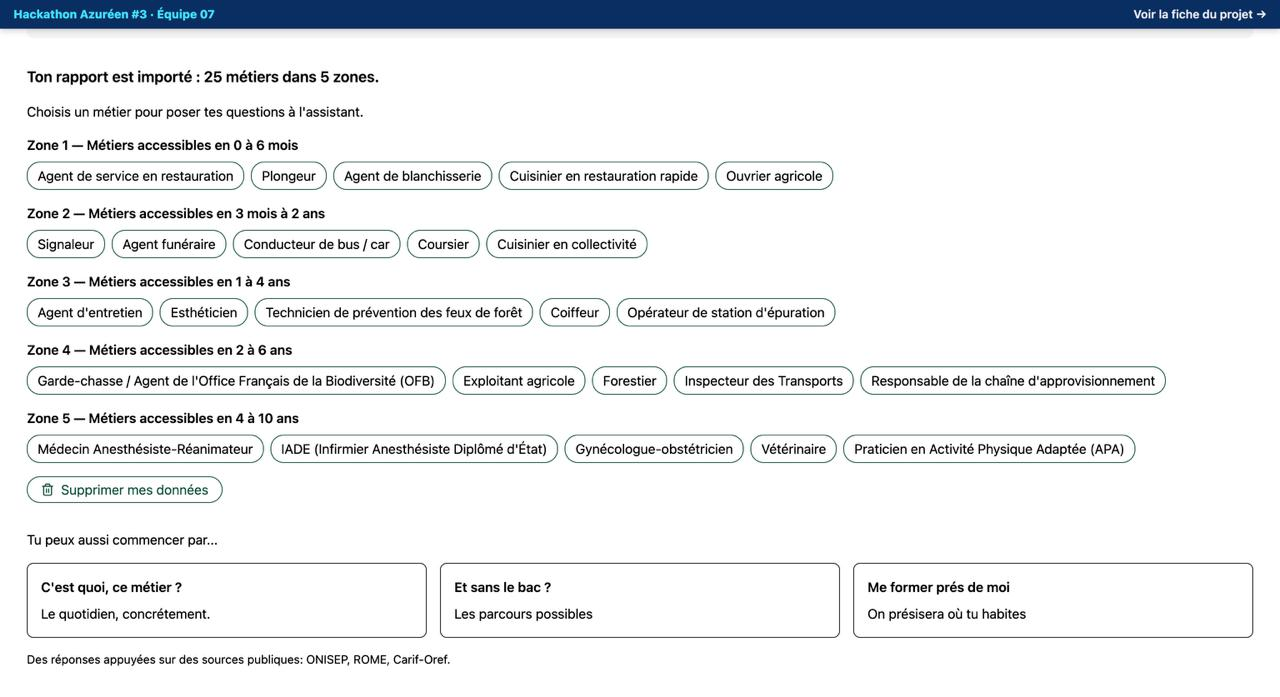 Hackathon Azuréen #3 · Équipe 07
Voir la fiche du projet →
Ton rapport est importé : 25 métiers dans 5 zones.
Choisis un métier pour poser tes questions à l'assistant.
Zone 1 — Métiers accessibles en 0 à 6 mois
Agent de service en restauration Plongeur Agent de blanchisserie Cuisinier en restauration rapide Ouvrier agricole
Zone 2 — Métiers accessibles en 3 mois à 2 ans
Signaleur Agent funéraire Conducteur de bus / car Coursier Cuisinier en collectivité
Zone 3 — Métiers accessibles en 1 à 4 ans
Agent d'entretien Esthéticien Technicien de prévention des feux de forêt Coiffeur Opérateur de station d'épuration
Zone 4 — Métiers accessibles en 2 à 6 ans
Garde-chasse / Agent de l'Office Français de la Biodiversité (OFB) Exploitant agricole Forestier Inspecteur des Transports Responsable de la chaîne d'approvisionnement
Zone 5 — Métiers accessibles en 4 à 10 ans
Médecin Anesthésiste-Réanimateur IADE (Infirmier Anesthésiste Diplômé d'État) Gynécologue-obstétricien Vétérinaire Praticien en Activité Physique Adaptée (APA)
Supprimer mes données
Tu peux aussi commencer par...
C'est quoi, ce métier ?
Le quotidien, concrétement.
Et sans le bac ?
Les parcours possibles
Me former prés de moi
On présisera où tu habites
Des réponses appuyées sur des sources publiques: ONISEP, ROME, Carif-Oref.